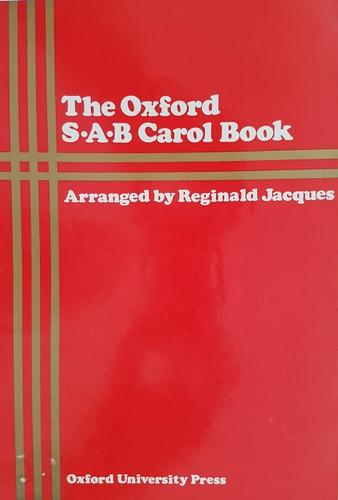 The Oxford
S·A·B Carol Book
Arranged by Reginald Jacques
Oxford University Press